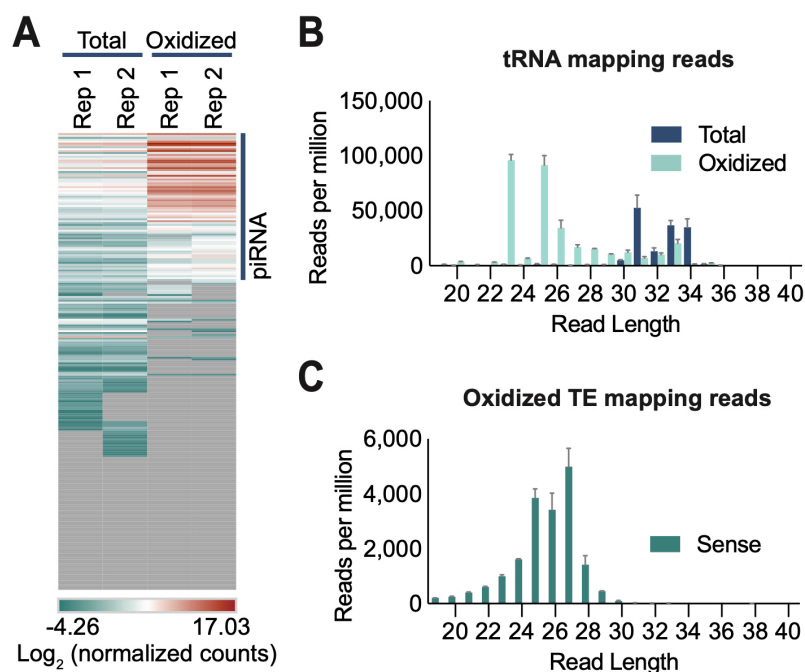 A
Total Oxidized
Rep 1 Rep 2 Rep 1 Rep 2
piRNA
-4.26 17.03
Log₂ (normalized counts)
B
tRNA mapping reads
Reads per million
150,000
100,000
50,000
0
Total
Oxidized
20 22 24 26 28 30 32 34 36 38 40
Read Length
C
Oxidized TE mapping reads
Reads per million
6,000
4,000
2,000
0
Sense
20 22 24 26 28 30 32 34 36 38 40
Read Length